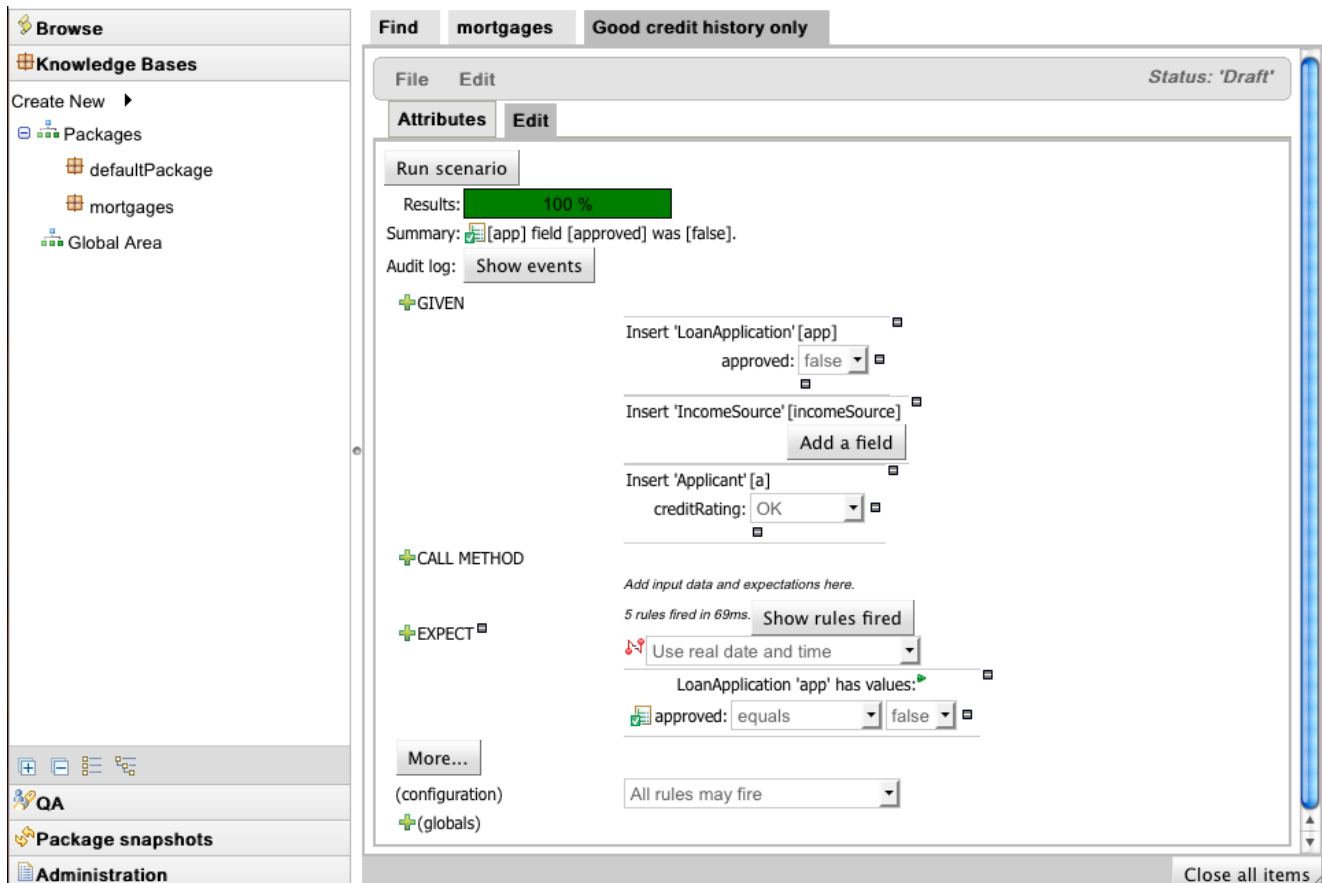 Browse
Knowledge Bases
Create New
Packages
defaultPackage
mortgages
Global Area
QA
Package snapshots
Administration
Find mortgages Good credit history only
File Edit Status: 'Draft'
Attributes Edit
Run scenario
Results: 100 %
Summary: [app] field [approved] was [false].
Audit log: Show events
GIVEN
Insert 'LoanApplication' [app]
approved: false
Insert 'IncomeSource' [incomeSource]
Add a field
Insert 'Applicant' [a]
creditRating: OK
CALL METHOD
Add input data and expectations here.
5 rules fired in 69ms. Show rules fired
EXPECT
Use real date and time
LoanApplication 'app' has values:
approved: equals false
More...
(configuration) All rules may fire
(globals)
Close all items